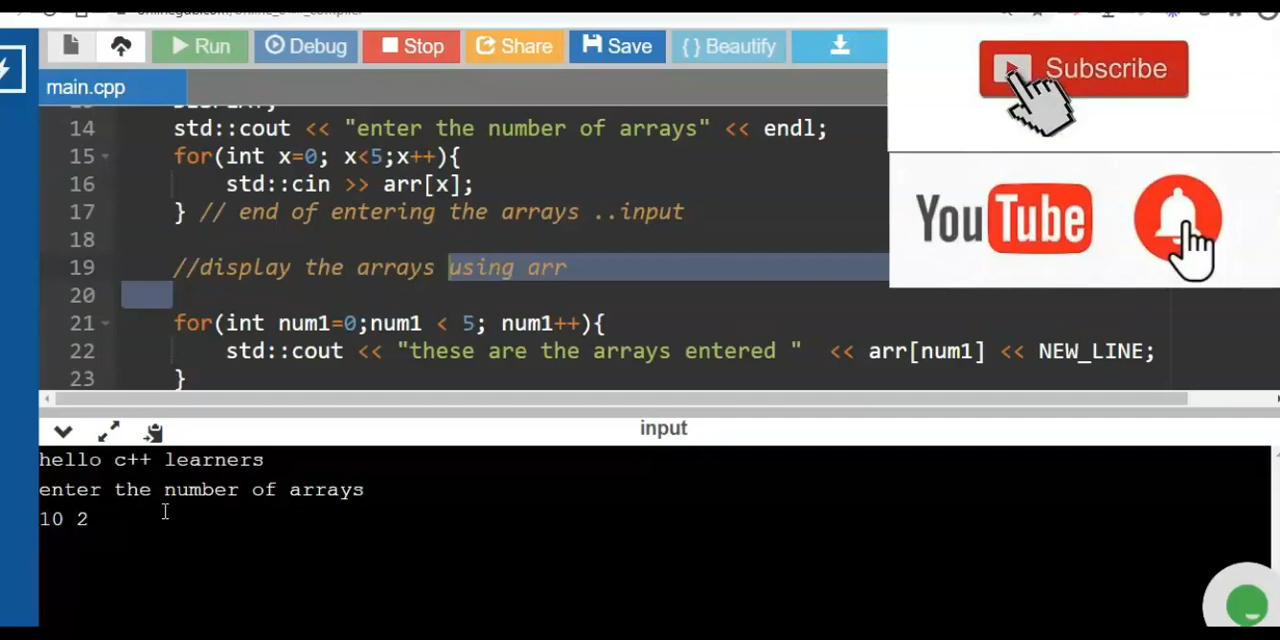 Run Debug Stop Share Save { } Beautify
Subscribe
main.cpp
14 std::cout << "enter the number of arrays" << endl;
15 for(int x=0; x<5;x++){
16 std::cin >> arr[x];
17 } // end of entering the arrays ..input
18
19 //display the arrays using arr
20
21 for(int num1=0;num1 < 5; num1++){
22 std::cout << "these are the arrays entered " << arr[num1] << NEW_LINE;
23 }
YouTube
input
hello c++ learners
enter the number of arrays
10 2